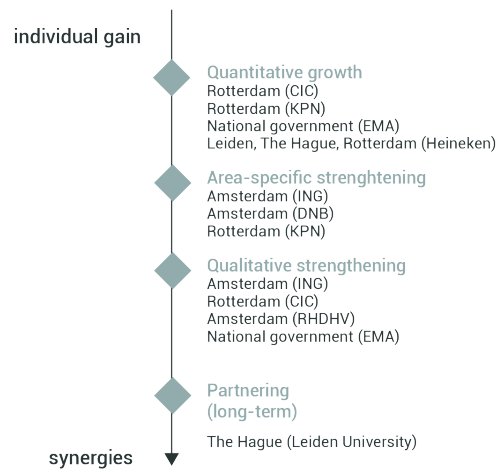 individual gain
Quantitative growth
Rotterdam (CIC)
Rotterdam (KPN)
National government (EMA)
Leiden, The Hague, Rotterdam (Heineken)
Area-specific strenghtening
Amsterdam (ING)
Amsterdam (DNB)
Rotterdam (KPN)
Qualitative strengthening
Amsterdam (ING)
Rotterdam (CIC)
Amsterdam (RHDHV)
National government (EMA)
Partnering
(long-term)
The Hague (Leiden University)
synergies